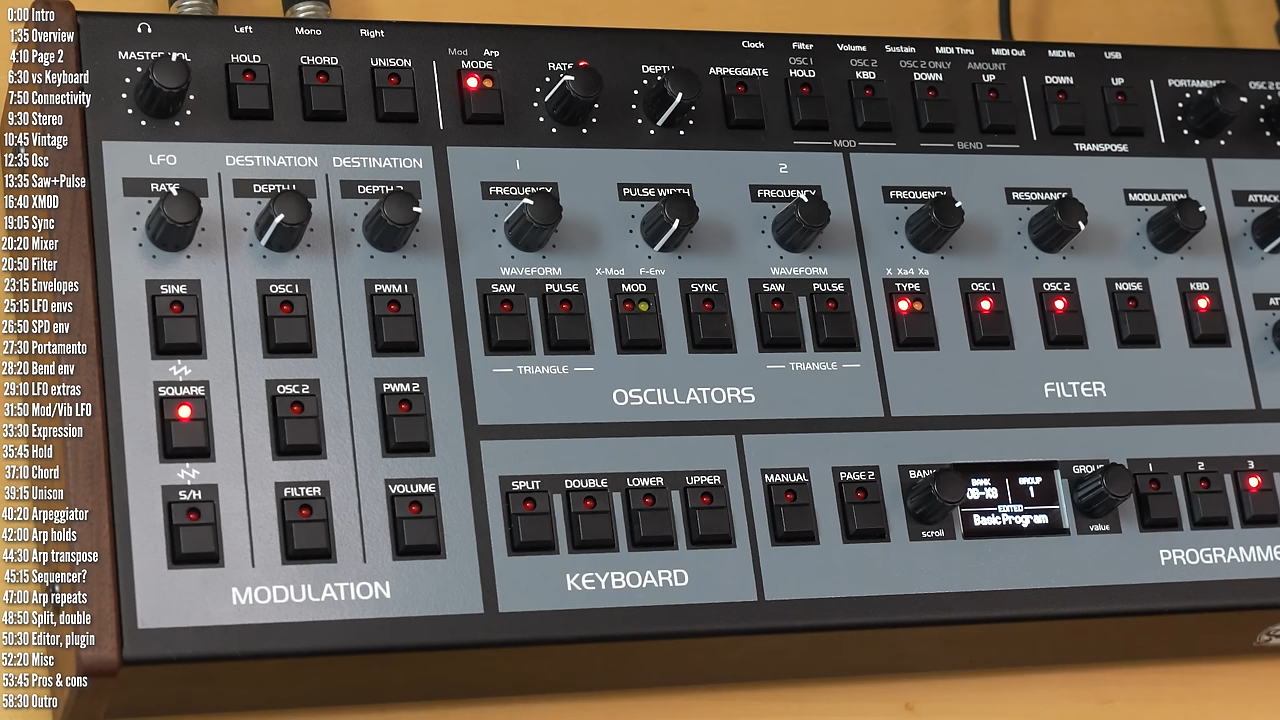 0:00 Intro
1:35 Overview
4:10 Page 2
6:30 vs Keyboard
7:50 Connectivity
9:30 Stereo
10:45 Vintage
12:35 Osc
13:35 Saw+Pulse
16:40 XMOD
19:05 Sync
20:20 Mixer
20:50 Filter
23:15 Envelopes
25:15 LFO envs
26:50 SPD env
27:30 Portamento
28:20 Bend env
29:10 LFO extras
31:50 Mod/Vib LFO
33:30 Expression
35:45 Hold
37:10 Chord
39:15 Unison
40:20 Arpeggiator
42:00 Arp holds
44:30 Arp transpose
45:15 Sequencer?
47:00 Arp repeats
48:50 Split, double
50:30 Editor, plugin
52:20 Misc
53:45 Pros & cons
58:30 Outro
Left Mono Right
Clock Filter Volume Sustain MIDI Thru MIDI Out MIDI In USB
MASTER VOL HOLD CHORD UNISON
Mod Arp
MODE RATE DEPTH ARPEGGIATE
OSC 1 OSC 2 OSC 2 ONLY AMOUNT
HOLD KBD DOWN UP DOWN UP
MOD BEND TRANSPOSE
LFO DESTINATION DESTINATION
RATE DEPTH 1 DEPTH 2
SINE OSC 1 PWM 1
SQUARE OSC 2 PWM 2
S/H FILTER VOLUME
MODULATION
1 2
FREQUENCY PULSE WIDTH FREQUENCY
WAVEFORM X-Mod F-Env WAVEFORM
SAW PULSE MOD SYNC SAW PULSE
TRIANGLE TRIANGLE
OSCILLATORS
FREQUENCY RESONANCE MODULATION
X Xa4 Xa
TYPE OSC 1 OSC 2 NOISE KBD
FILTER
SPLIT DOUBLE LOWER UPPER
KEYBOARD
MANUAL PAGE 2 BANK GROUP 1 2 3
BANK GROUP
OB-X8 1
EDITED
Basic Program
scroll value
PROGRAMME